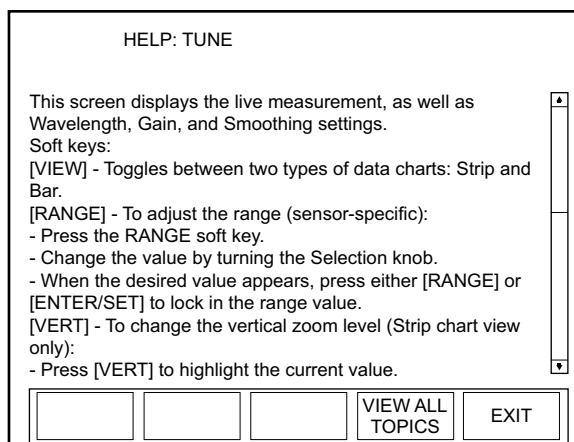 HELP: TUNE
This screen displays the live measurement, as well as
Wavelength, Gain, and Smoothing settings.
Soft keys:
[VIEW] - Toggles between two types of data charts: Strip and
Bar.
[RANGE] - To adjust the range (sensor-specific):
- Press the RANGE soft key.
- Change the value by turning the Selection knob.
- When the desired value appears, press either [RANGE] or
[ENTER/SET] to lock in the range value.
[VERT] - To change the vertical zoom level (Strip chart view
only):
- Press [VERT] to highlight the current value.
VIEW ALL
TOPICS
EXIT